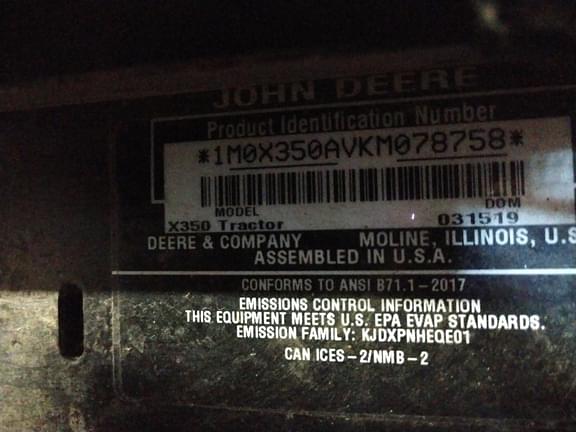 JOHN DEERE
Product Identification Number
*1M0X350AVKM078758*
MODEL DOM
X350 Tractor 031519
DEERE & COMPANY MOLINE, ILLINOIS, U.S
ASSEMBLED IN U.S.A.
CONFORMS TO ANSI B71.1-2017
EMISSIONS CONTROL INFORMATION
THIS EQUIPMENT MEETS U.S. EPA EVAP STANDARDS.
EMISSION FAMILY: KJDXPNHEQE01
CAN ICES-2/NMB-2